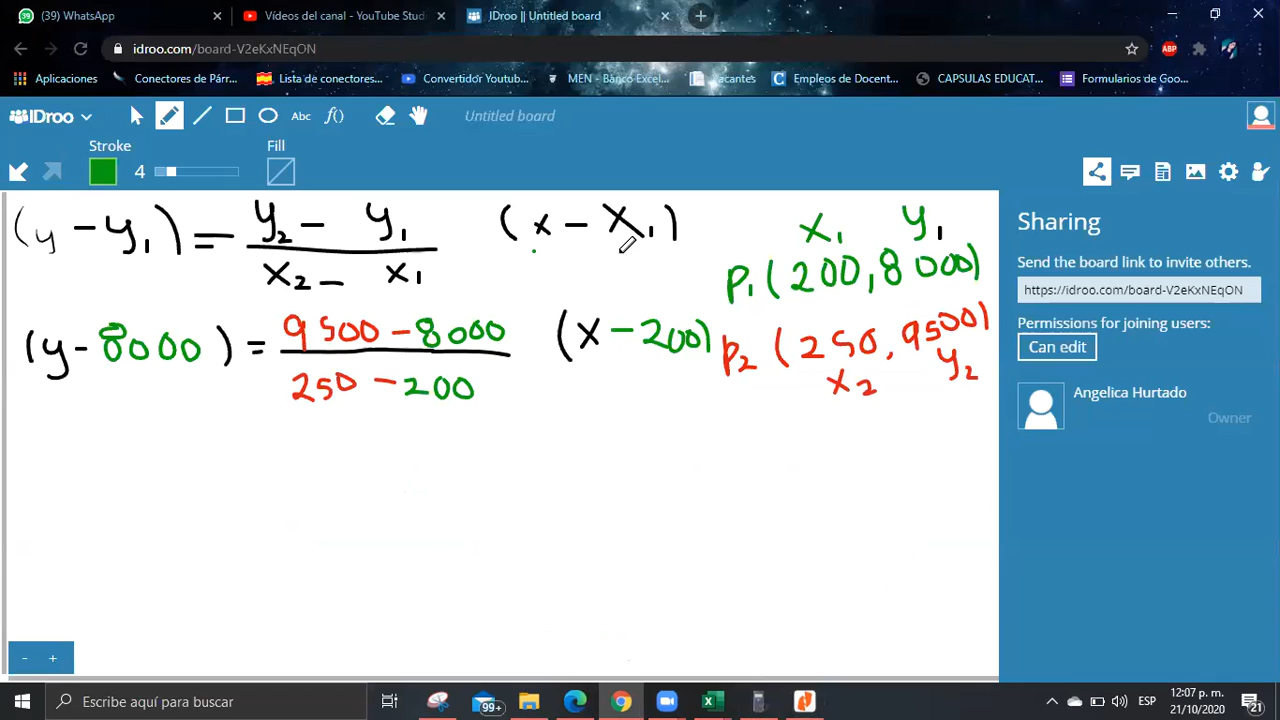 (39) WhatsApp
Vídeos del canal - YouTube Stud
IDroo || Untitled board
idroo.com/board-V2eKxNEqON
ABP
Aplicaciones
Conectores de Párr...
Lista de conectores...
Convertidor Youtub...
MEN - Banco Excel...
Vacantes
Empleos de Docent...
CAPSULAS EDUCAT...
Formularios de Goo...
IDroo
Abc
f()
Untitled board
Stroke
Fill
4
(y - y₁) = y₂ - y₁ / x₂ - x₁ (x - x₁)
x₁ y₁
p₁ (200, 8000)
(y - 8000) = 9500 - 8000 / 250 - 200 (x - 200)
p₂ (250, 9500)
x₂ y₂
Sharing
Send the board link to invite others.
https://idroo.com/board-V2eKxNEqON
Permissions for joining users:
Can edit
Angelica Hurtado
Owner
- +
Escribe aquí para buscar
99+
ESP
12:07 p. m.
21/10/2020
21